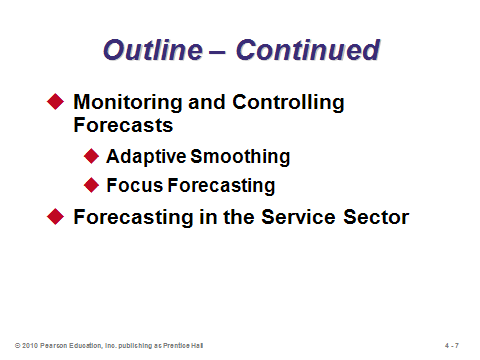 Outline – Continued
Monitoring and Controlling
Forecasts
Adaptive Smoothing
Focus Forecasting
Forecasting in the Service Sector
© 2010 Pearson Education, Inc. publishing as Prentice Hall
4 - 7